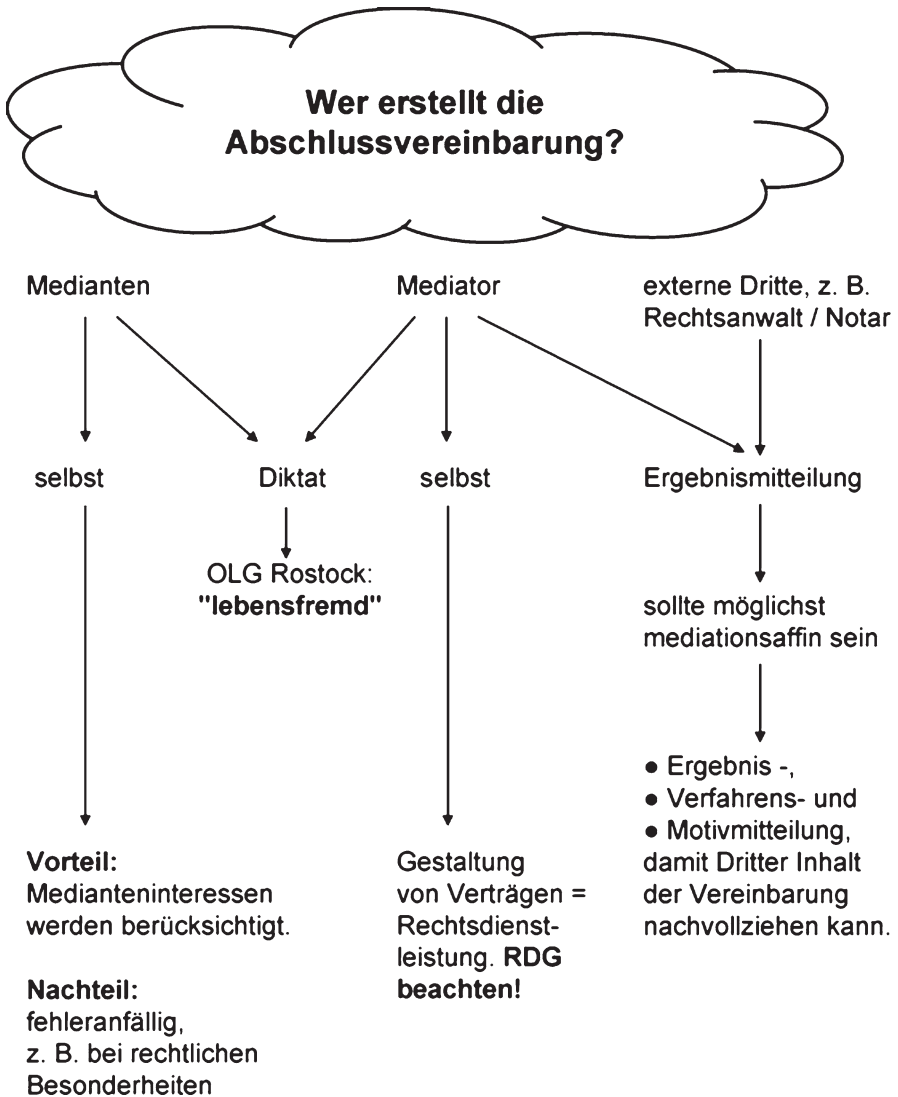 Wer erstellt die
Abschlussvereinbarung?
Medianten
Mediator
externe Dritte, z. B.
Rechtsanwalt / Notar
selbst
Diktat
selbst
Ergebnismitteilung
OLG Rostock:
"lebensfremd"
sollte möglichst
mediationsaffin sein
● Ergebnis -,
● Verfahrens- und
● Motivmitteilung,
damit Dritter Inhalt
der Vereinbarung
nachvollziehen kann.
Vorteil:
Medianteninteressen
werden berücksichtigt.
Nachteil:
fehleranfällig,
z. B. bei rechtlichen
Besonderheiten
Gestaltung
von Verträgen =
Rechtsdienst-
leistung. RDG
beachten!